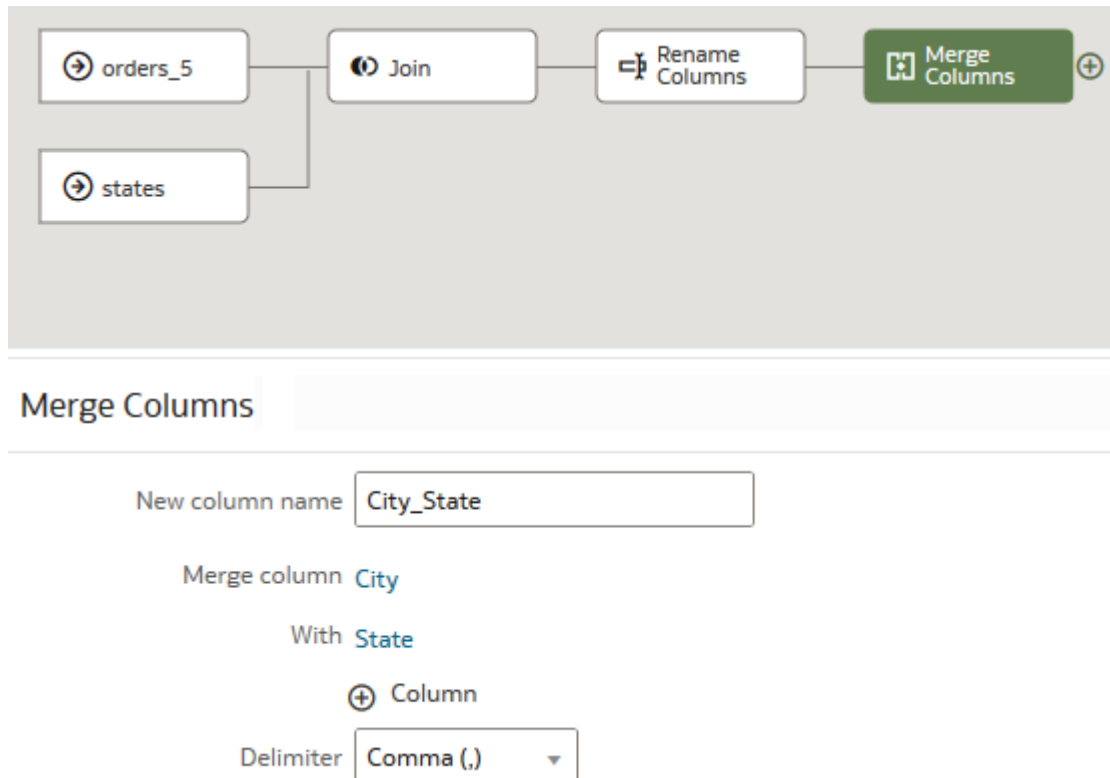 orders_5
Join
Rename
Columns
Merge
Columns
states
Merge Columns
New column name City_State
Merge column City
With State
Column
Delimiter Comma (,)